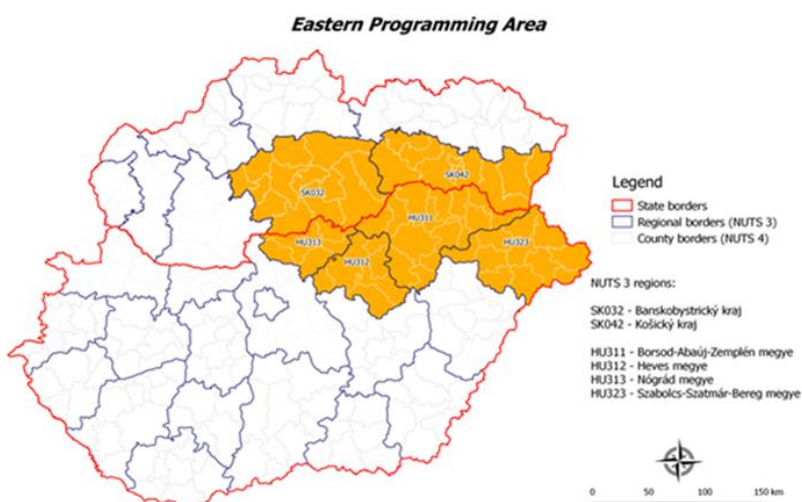 Eastern Programming Area
SK032
SK042
HU311
HU313
HU312
HU323
Legend
State borders
Regional borders (NUTS 3)
County borders (NUTS 4)
NUTS 3 regions:
SK032 - Banskobystrický kraj
SK042 - Košický kraj
HU311 - Borsod-Abaúj-Zemplén megye
HU312 - Heves megye
HU313 - Nógrád megye
HU323 - Szabolcs-Szatmár-Bereg megye
0 50 100 150 km